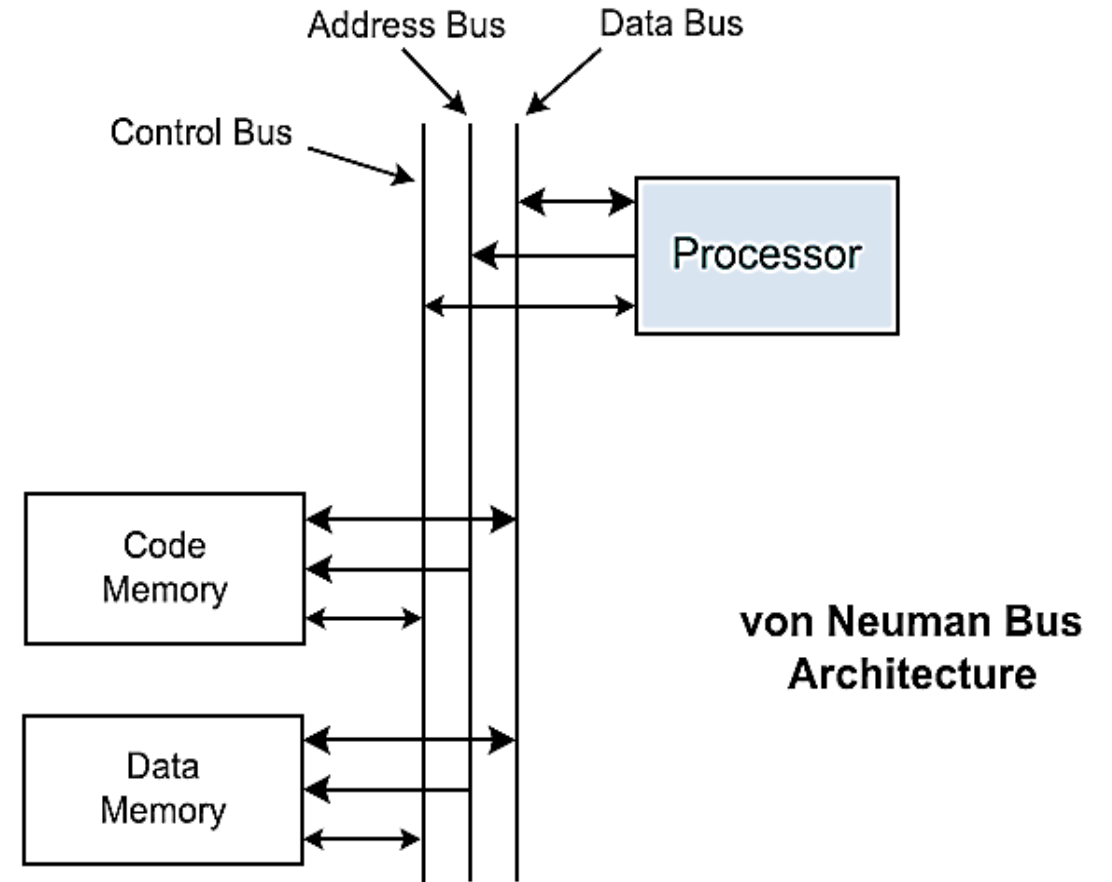 Address Bus
Data Bus
Control Bus
Processor
Code
Memory
von Neuman Bus
Architecture
Data
Memory